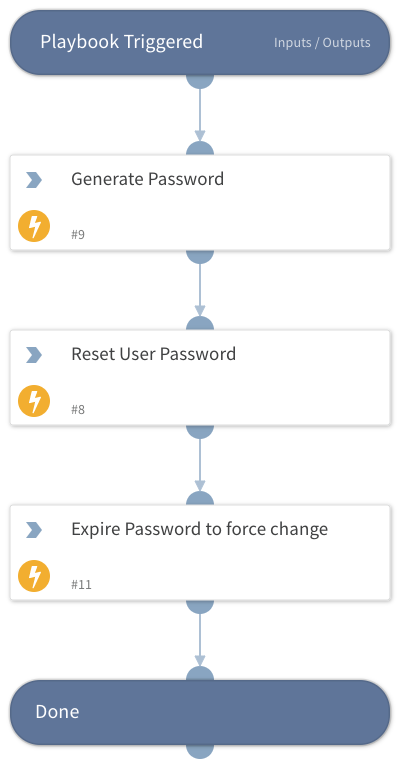 Playbook Triggered Inputs / Outputs
Generate Password
#9
Reset User Password
#8
Expire Password to force change
#11
Done